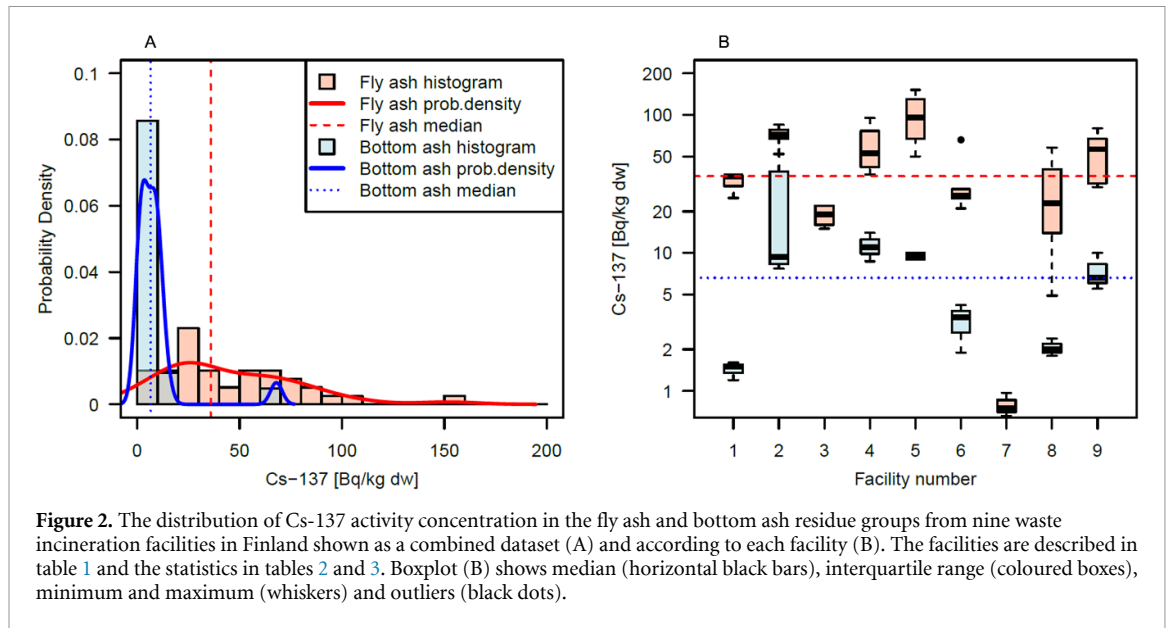 A
Probability Density
0.1
0.08
0.06
0.04
0.02
0
Fly ash histogram
Fly ash prob.density
Fly ash median
Bottom ash histogram
Bottom ash prob.density
Bottom ash median
0 50 100 150 200
Cs−137 [Bq/kg dw]
B
Cs−137 [Bq/kg dw]
200
100
50
20
10
5
2
1
1 2 3 4 5 6 7 8 9
Facility number
Figure 2. The distribution of Cs-137 activity concentration in the fly ash and bottom ash residue groups from nine waste
incineration facilities in Finland shown as a combined dataset (A) and according to each facility (B). The facilities are described in
table 1 and the statistics in tables 2 and 3. Boxplot (B) shows median (horizontal black bars), interquartile range (coloured boxes),
minimum and maximum (whiskers) and outliers (black dots).